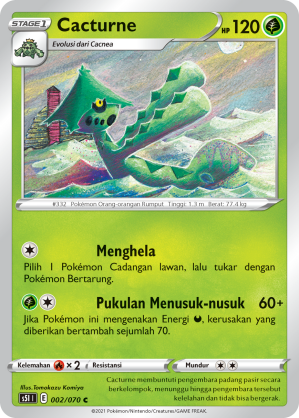 STAGE 1
Cacturne
HP 120
Evolusi dari Cacnea
#332 Pokémon Orang-orangan Rumput Tinggi: 1.3 m Berat: 77.4 kg
Menghela
Pilih 1 Pokémon Cadangan lawan, lalu tukar dengan
Pokémon Bertarung.
Pukulan Menusuk-nusuk 60+
Jika Pokémon ini mengenakan Energi , kerusakan yang
diberikan bertambah sejumlah 70.
Kelemahan × 2 Resistansi Mundur
Illus. Tomokazu Komiya
s5I I E 002/070 C
Cacturne membuntuti pengembara padang pasir secara
berkelompok, menunggu hingga para pengembara tersebut
kelelahan dan tidak bisa bergerak.
©2021 Pokémon/Nintendo/Creatures/GAME FREAK